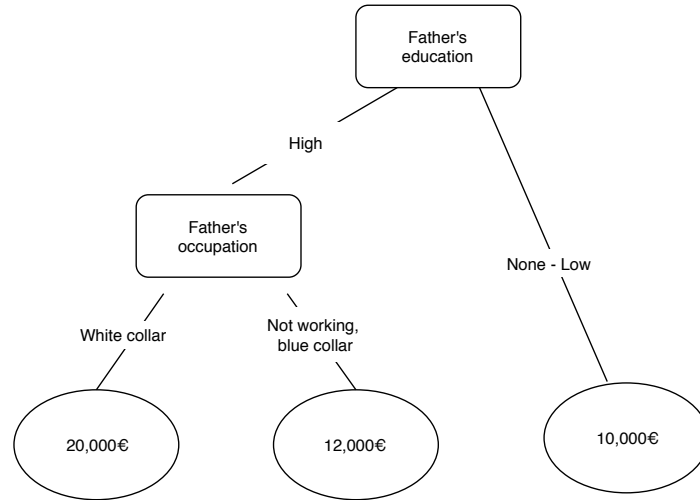 Father's
education
High
Father's
occupation
None - Low
White collar
Not working,
blue collar
20,000€
12,000€
10,000€